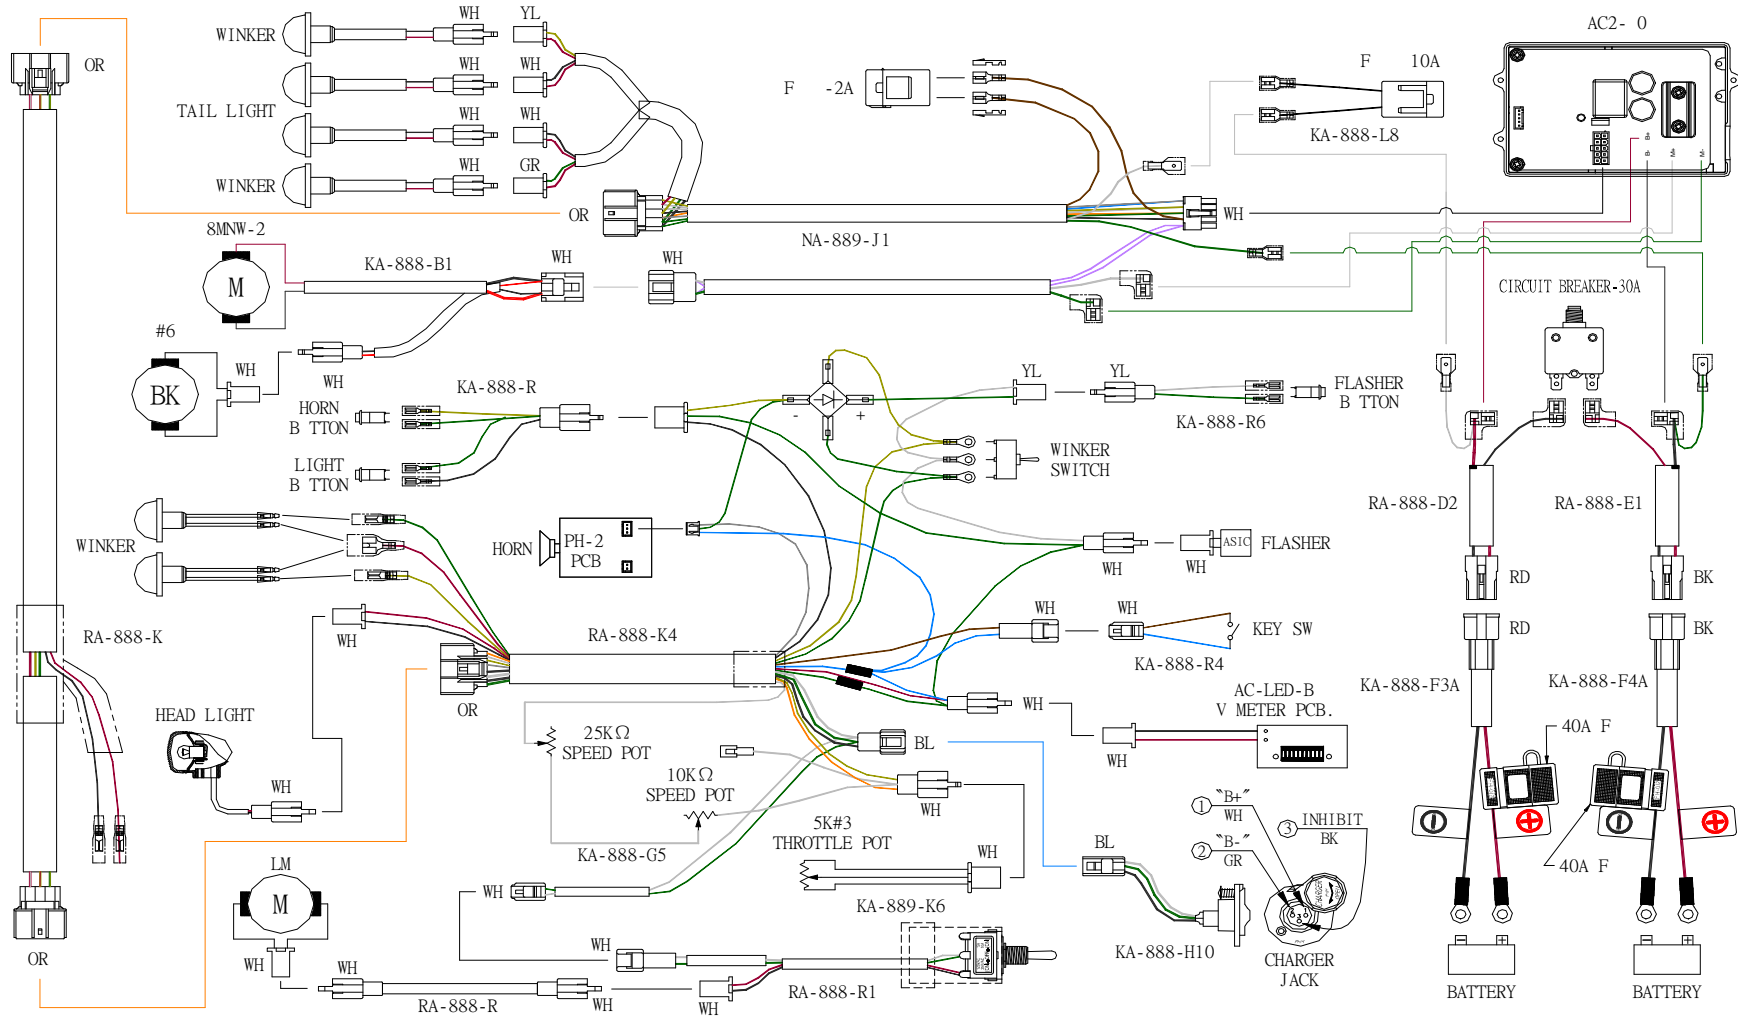 WH YL
WINKER
OR
WH WH
TAIL LIGHT
WH WH
WH GR
WINKER
F -2A
F 10A
KA-888-L8
AC2- 0
B+
B-
M+
M-
OR
WH
NA-889-J1
8MNW-2
M
KA-888-B1
WH
WH
#6
BK
WH
WH
CIRCUIT BREAKER-30A
KA-888-R
HORN
B TTON
LIGHT
B TTON
- +
YL YL
KA-888-R6
FLASHER
B TTON
WINKER
SWITCH
WINKER
HORN
PH-2
PCB
WH
WH
ASIC
FLASHER
RA-888-D2
RA-888-E1
RD
BK
RA-888-K
WH
RA-888-K4
OR
WH WH
KEY SW
KA-888-R4
RD
BK
KA-888-F3A
KA-888-F4A
HEAD LIGHT
WH
25KΩ
SPEED POT
10KΩ
SPEED POT
BL
WH
WH
AC-LED-B
V METER PCB.
WH
40A F
40A F
5K#3
THROTTLE POT
KA-888-G5
WH
WH
KA-889-K6
1 "B+"
WH
2 "B-"
GR
3 INHIBIT
BK
BL
KA-888-H10
CHARGER
JACK
LM
M
WH
WH
RA-888-R
WH
WH
WH
RA-888-R1
OR
- +
BATTERY
- +
BATTERY